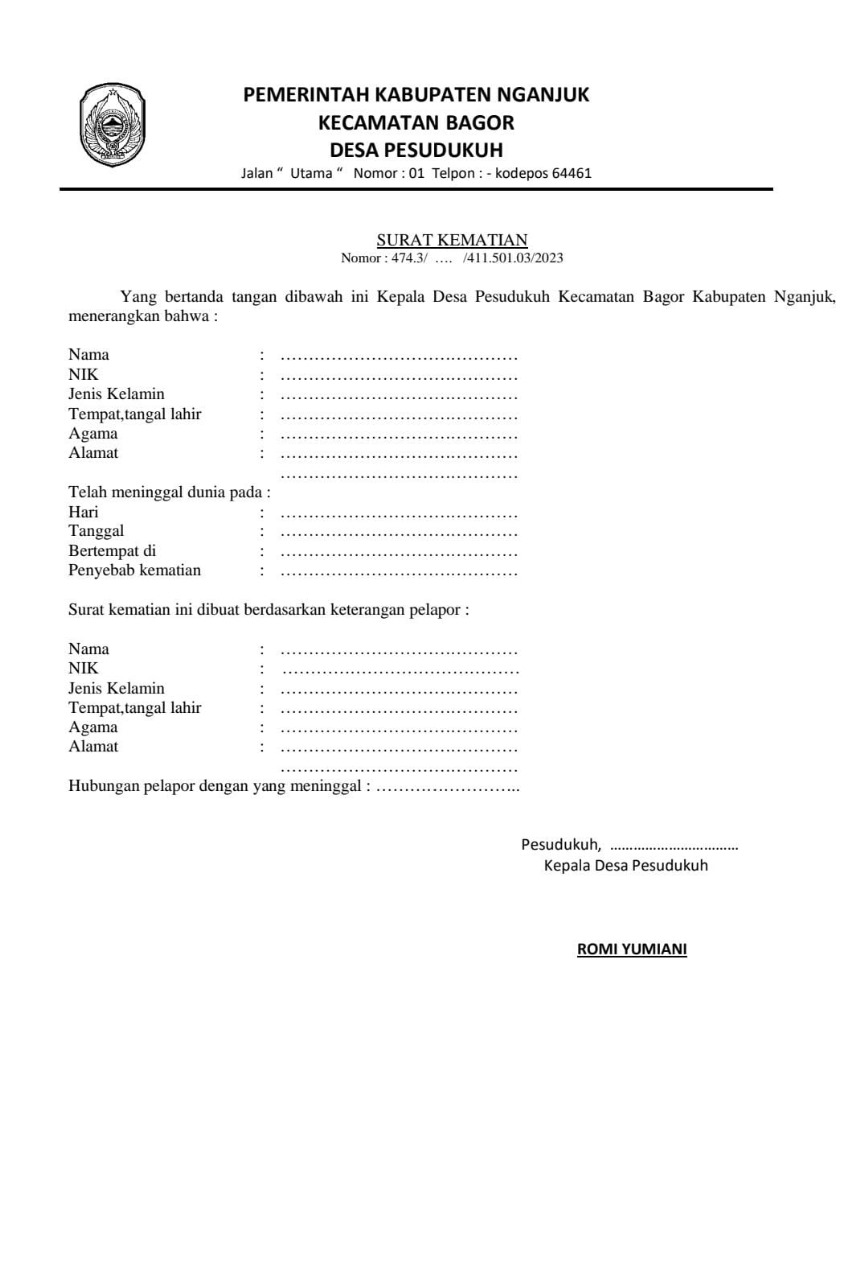 PEMERINTAH KABUPATEN NGANJUK
KECAMATAN BAGOR
DESA PESUDUKUH
Jalan “ Utama “ Nomor : 01 Telpon : - kodepos 64461
SURAT KEMATIAN
Nomor : 474.3/ …. /411.501.03/2023
Yang bertanda tangan dibawah ini Kepala Desa Pesudukuh Kecamatan Bagor Kabupaten Nganjuk,
menerangkan bahwa :
Nama : ……………………………………
NIK : ……………………………………
Jenis Kelamin : ……………………………………
Tempat,tangal lahir : ……………………………………
Agama : ……………………………………
Alamat : ……………………………………
……………………………………
Telah meninggal dunia pada :
Hari : ……………………………………
Tanggal : ……………………………………
Bertempat di : ……………………………………
Penyebab kematian : ……………………………………
Surat kematian ini dibuat berdasarkan keterangan pelapor :
Nama : ……………………………………
NIK : ……………………………………
Jenis Kelamin : ……………………………………
Tempat,tangal lahir : ……………………………………
Agama : ……………………………………
Alamat : ……………………………………
……………………………………
Hubungan pelapor dengan yang meninggal : ……………………..
Pesudukuh, ……………………………
Kepala Desa Pesudukuh
ROMI YUMIANI